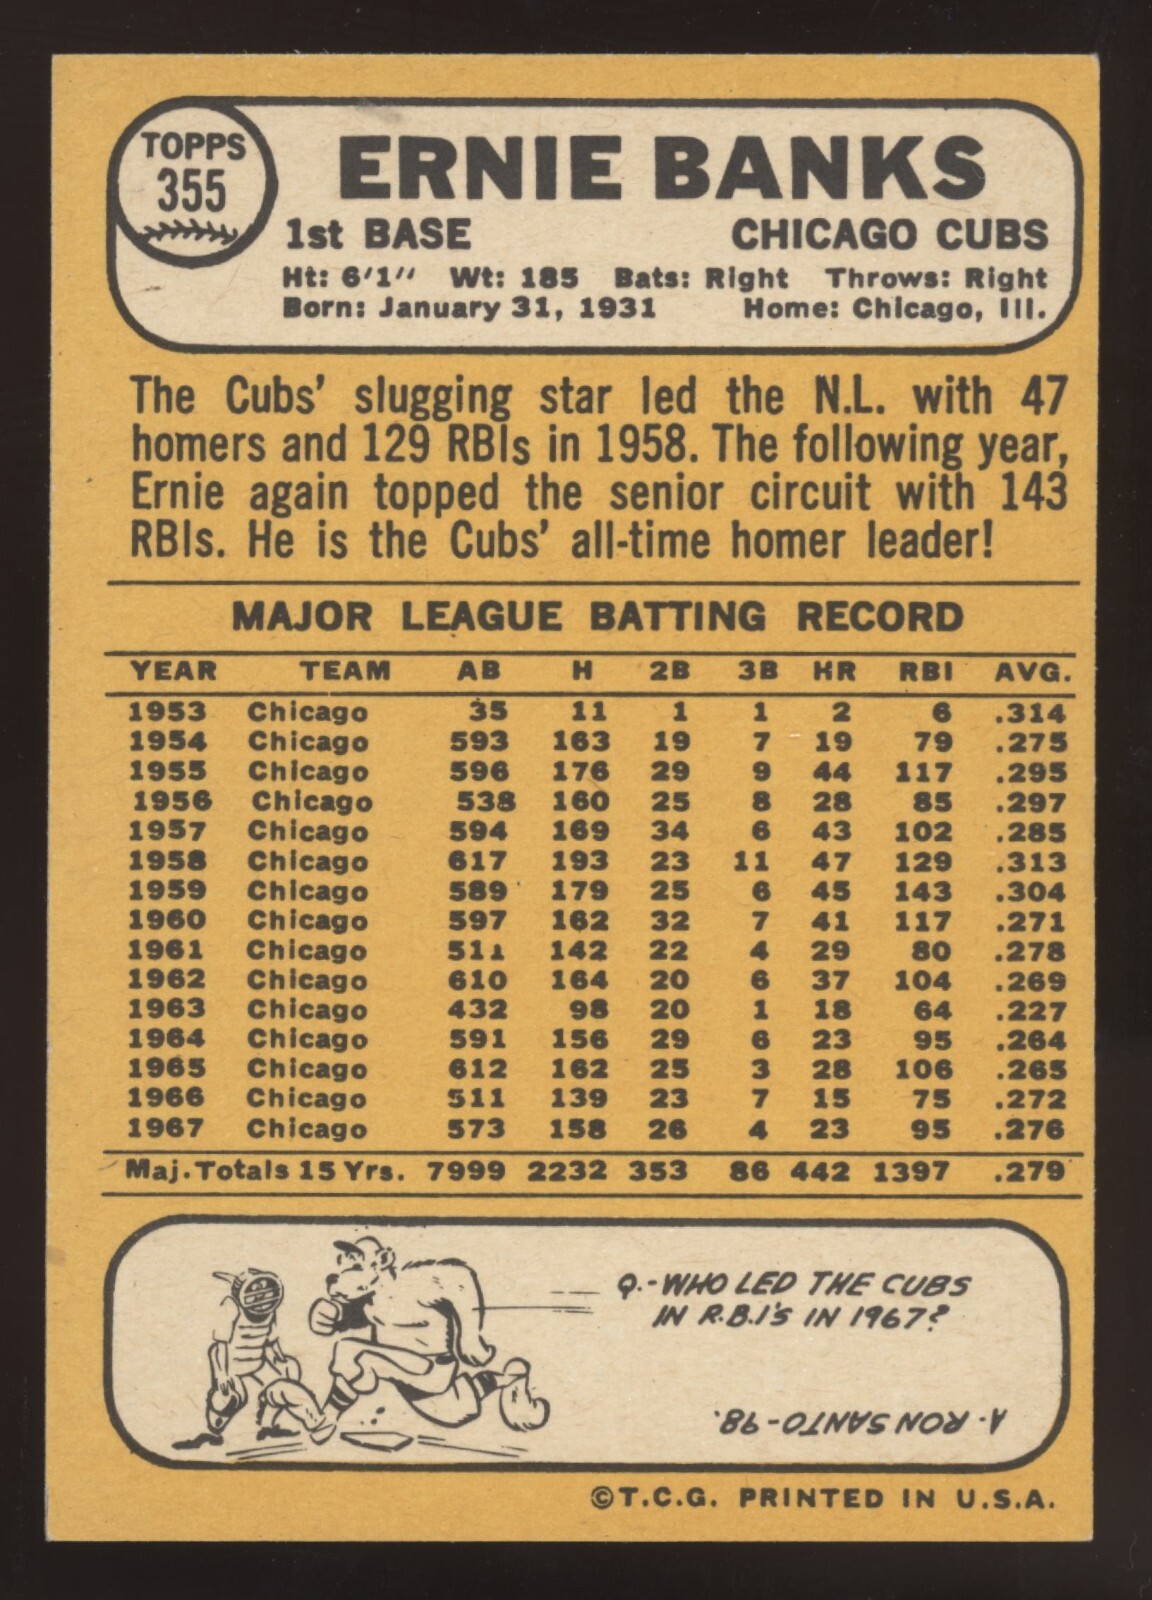 TOPPS
355
ERNIE BANKS
1st BASE CHICAGO CUBS
Ht: 6'1" Wt: 185 Bats: Right Throws: Right
Born: January 31, 1931 Home: Chicago, Ill.
The Cubs' slugging star led the N.L. with 47
homers and 129 RBIs in 1958. The following year,
Ernie again topped the senior circuit with 143
RBIs. He is the Cubs' all-time homer leader!
MAJOR LEAGUE BATTING RECORD
YEAR TEAM AB H 2B 3B HR RBI AVG.
1953 Chicago 35 11 1 1 2 6 .314
1954 Chicago 593 163 19 7 19 79 .275
1955 Chicago 596 176 29 9 44 117 .295
1956 Chicago 538 160 25 8 28 85 .297
1957 Chicago 594 169 34 6 43 102 .285
1958 Chicago 617 193 23 11 47 129 .313
1959 Chicago 589 179 25 6 45 143 .304
1960 Chicago 597 162 32 7 41 117 .271
1961 Chicago 511 142 22 4 29 80 .278
1962 Chicago 610 164 20 6 37 104 .269
1963 Chicago 432 98 20 1 18 64 .227
1964 Chicago 591 156 29 6 23 95 .264
1965 Chicago 612 162 25 3 28 106 .265
1966 Chicago 511 139 23 7 15 75 .272
1967 Chicago 573 158 26 4 23 95 .276
Maj. Totals 15 Yrs. 7999 2232 353 86 442 1397 .279
Q.-WHO LED THE CUBS
IN R.B.I'S IN 1967?
A- RON SANTO-98.
©T.C.G. PRINTED IN U.S.A.